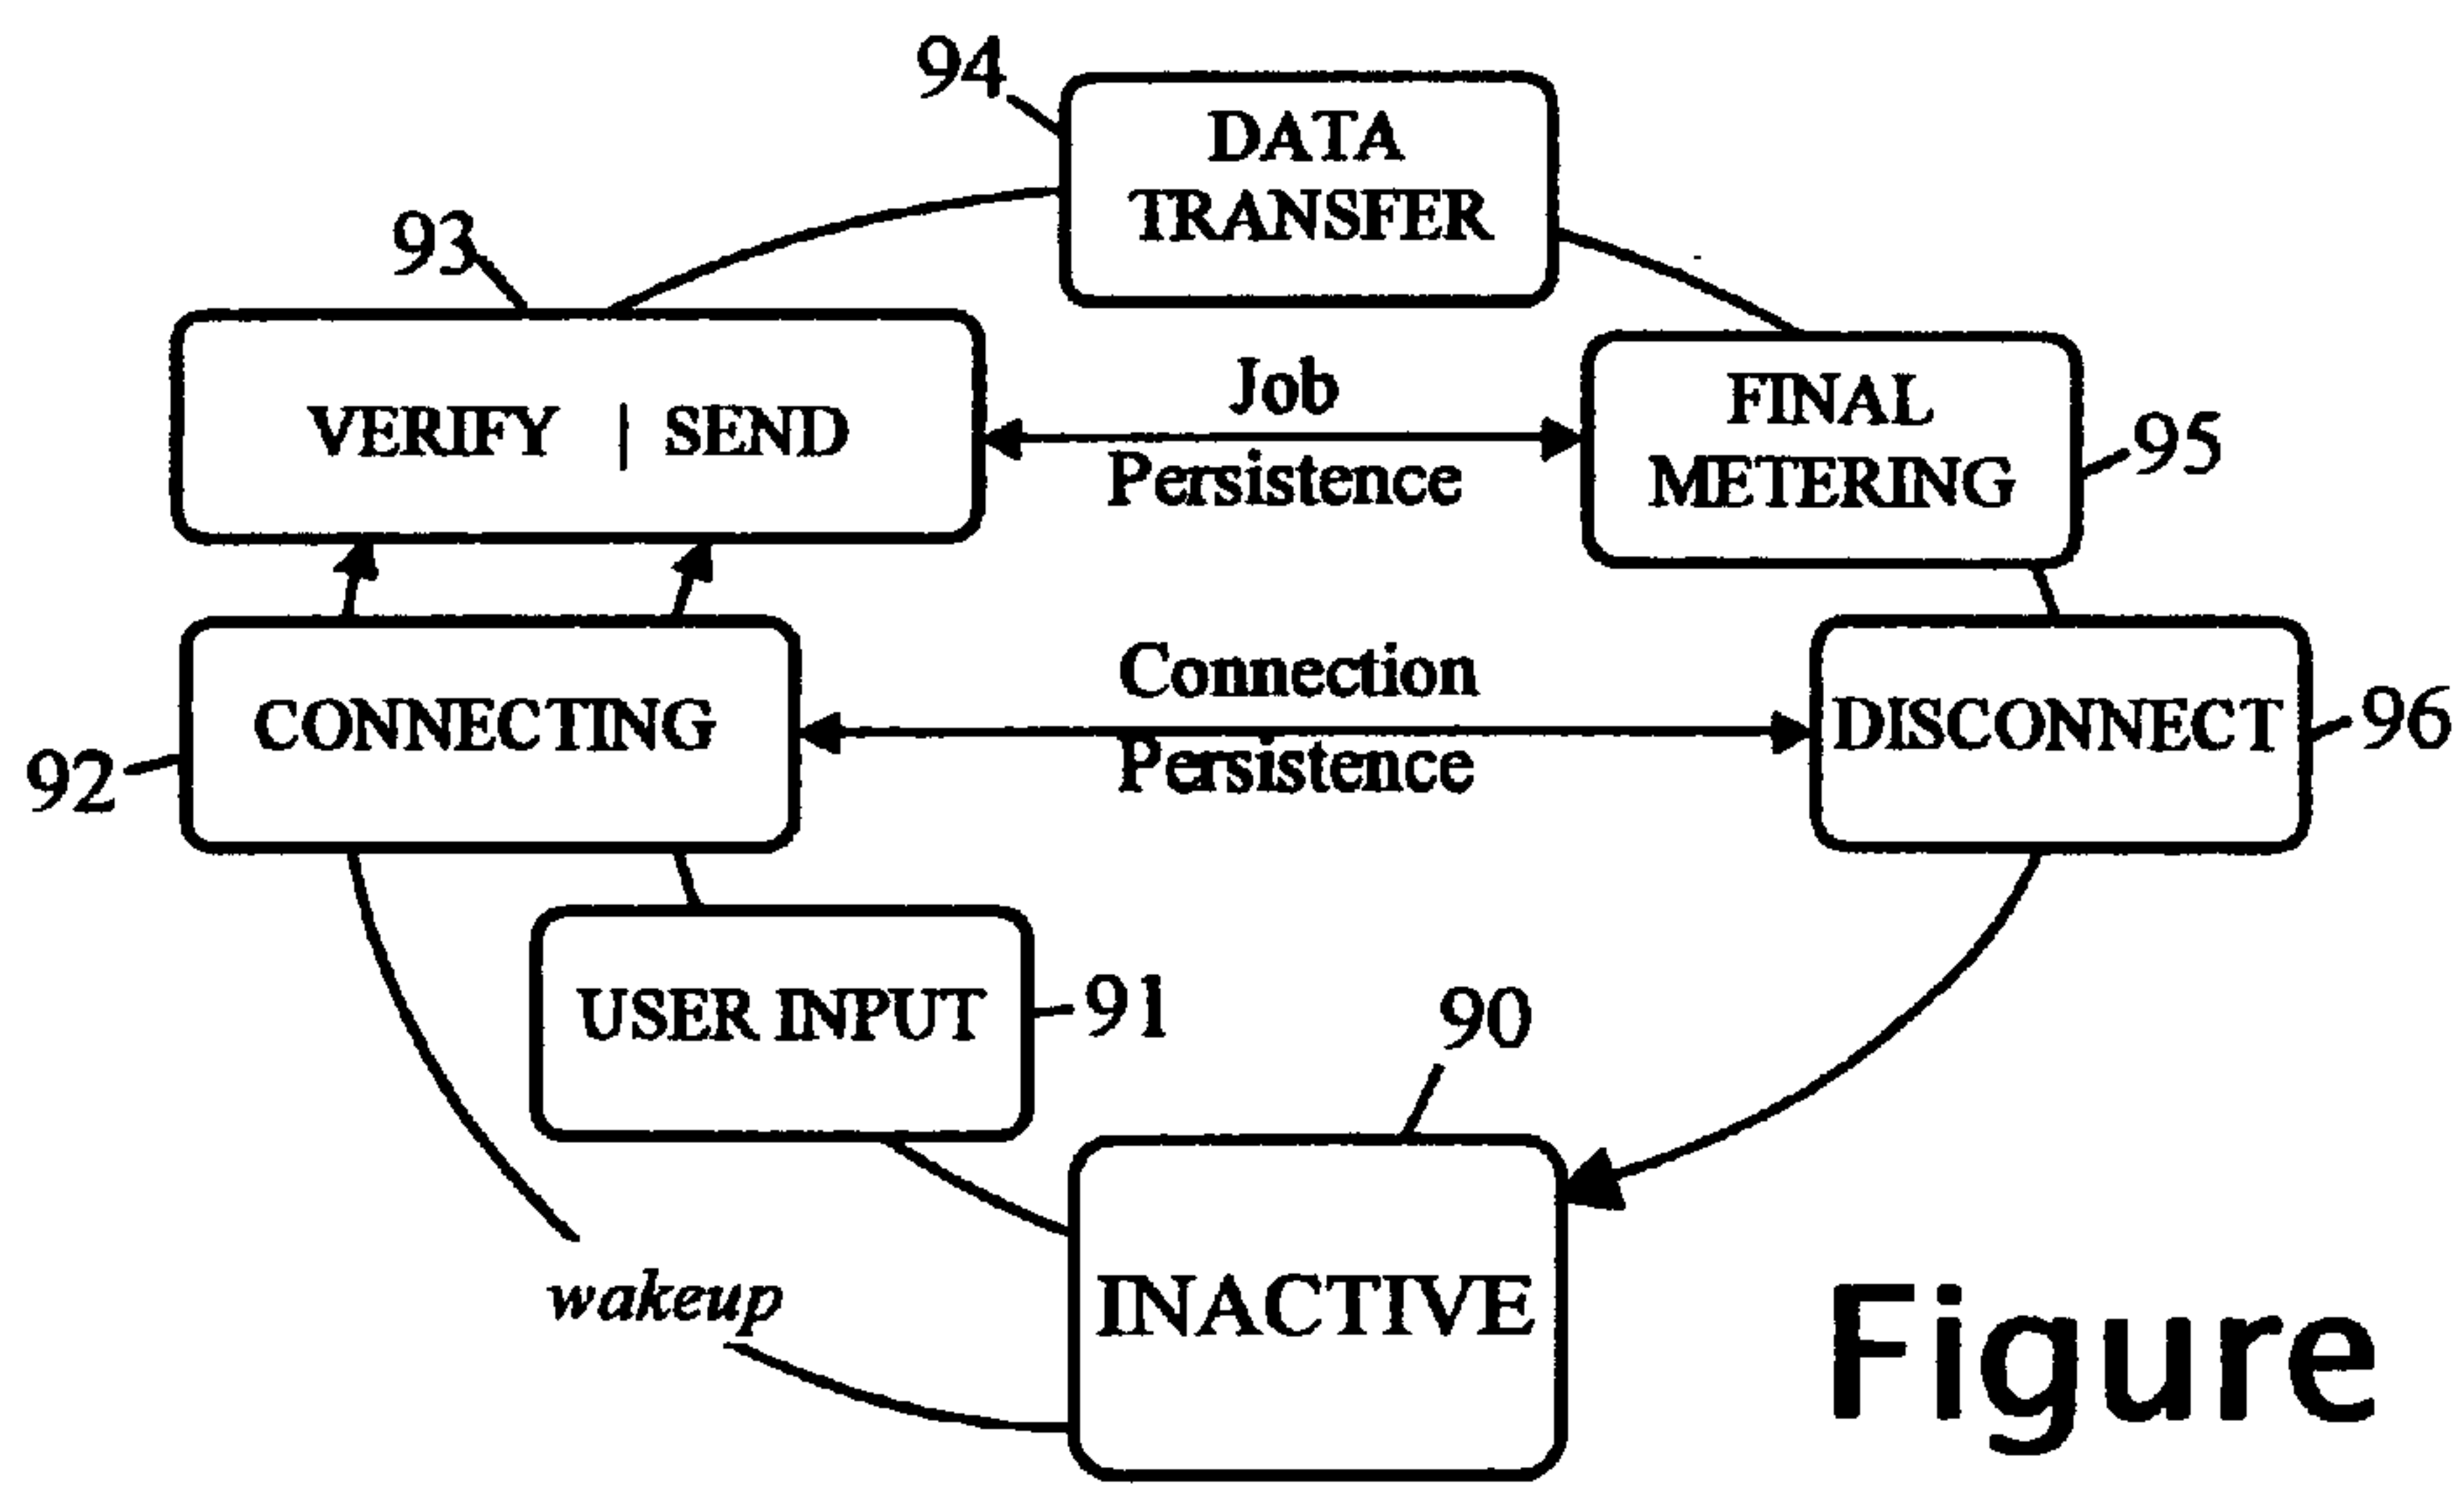 94
DATA
TRANSFER
93
VERIFY | SEND
Job
Persistence
FINAL
METERING
95
CONNECTING
92
Connection
Persistence
DISCONNECT
96
USER INPUT
91
90
wakeup
INACTIVE
Figure